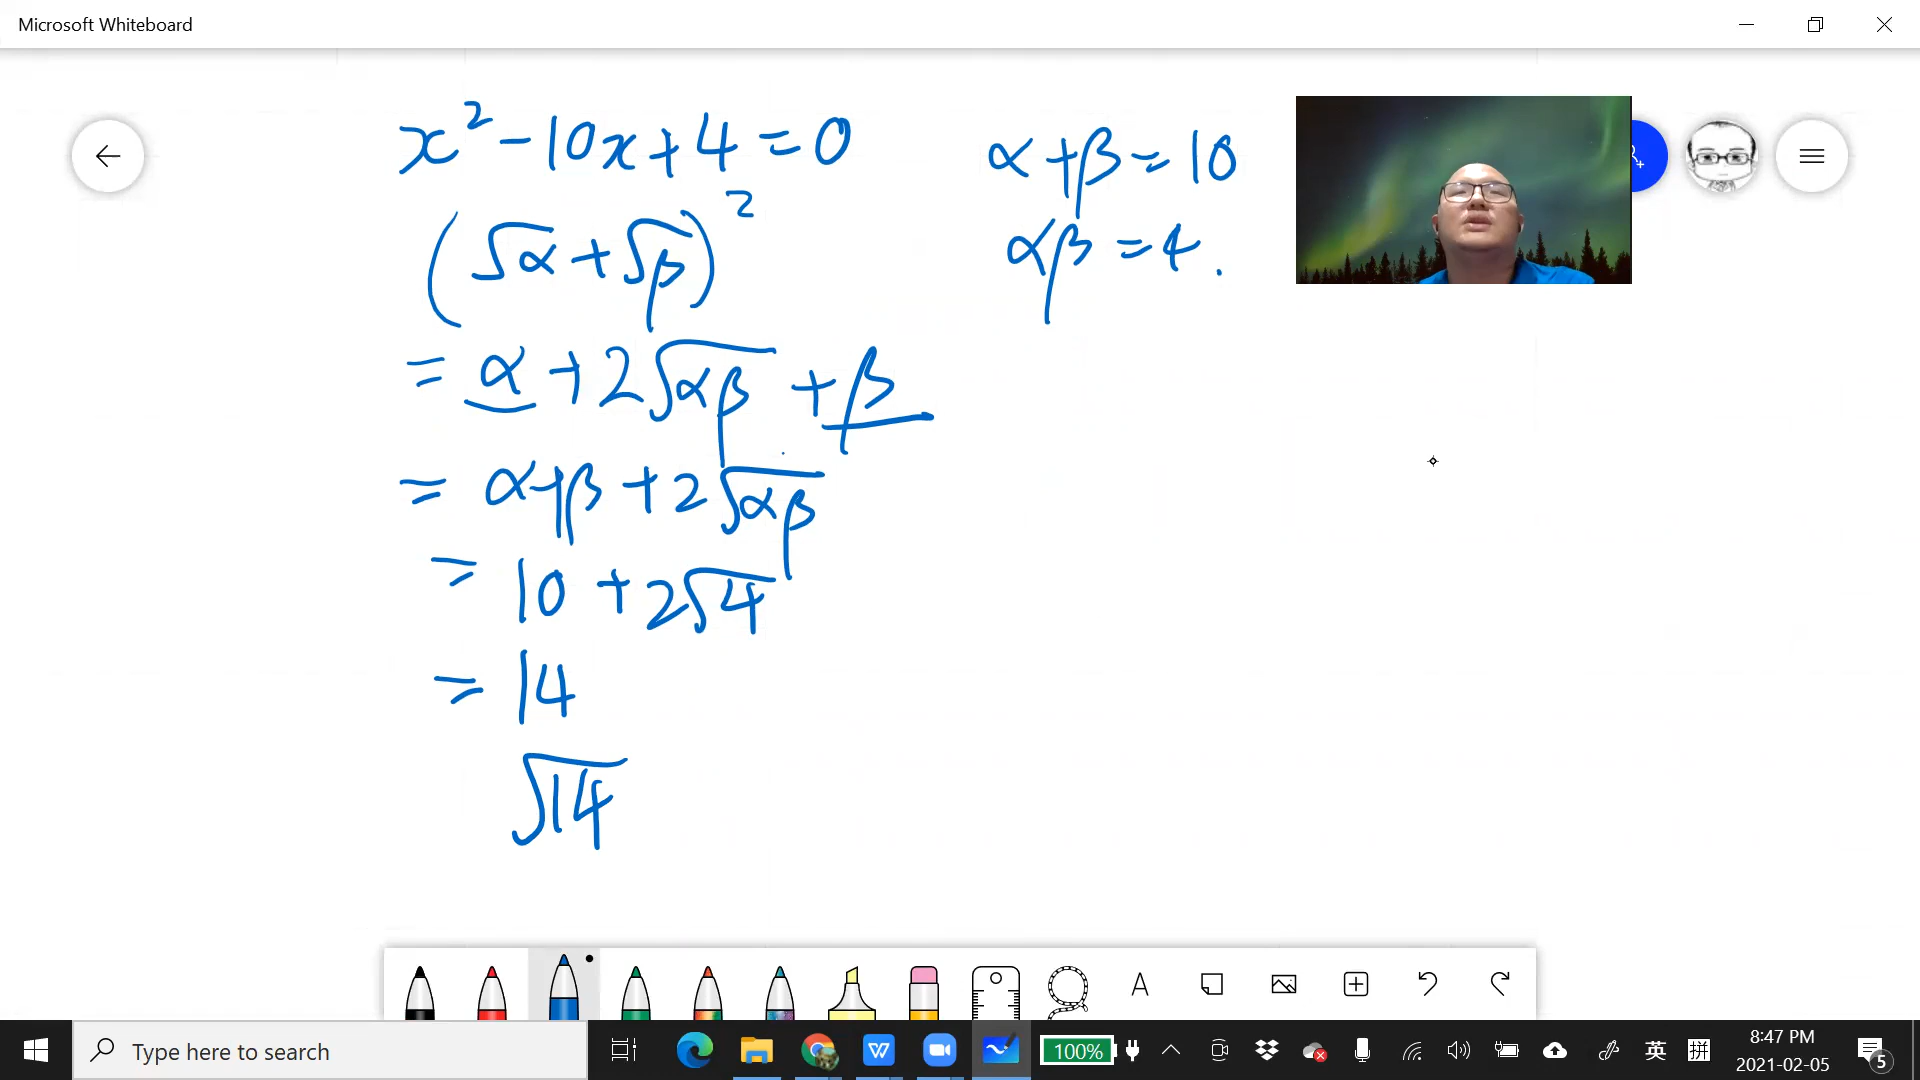 Microsoft Whiteboard
x² - 10x + 4 = 0
(√α + √β)²
= α + 2√αβ + β
= α+β + 2√αβ
= 10 + 2√4
= 14
√14
α + β = 10
αβ = 4.
A
Type here to search
W
100%
英
拼
8:47 PM
2021-02-05
5